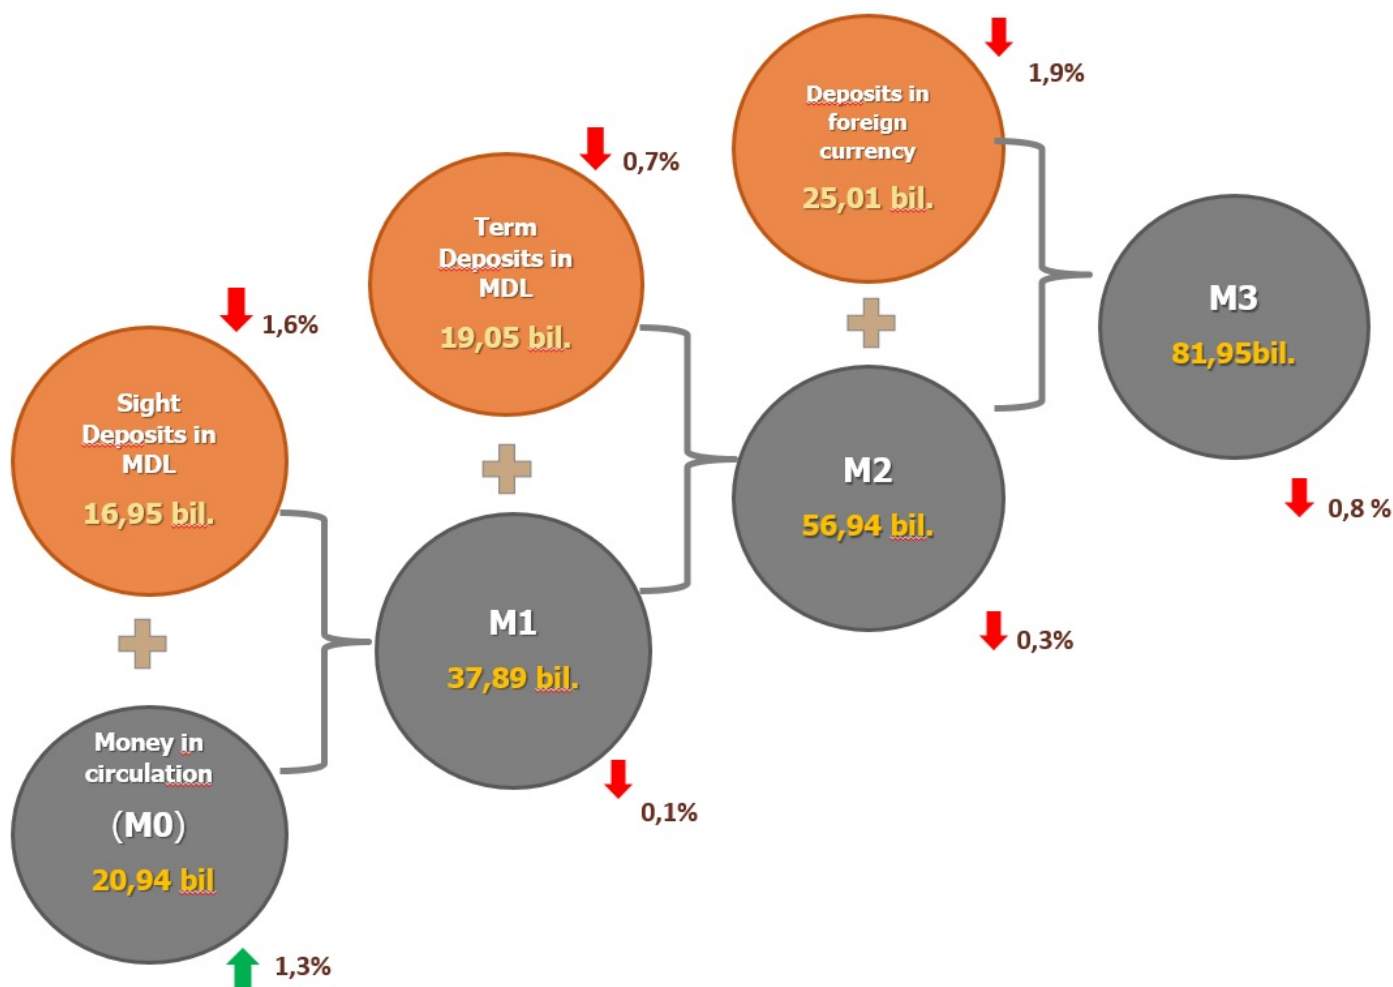 1,6%
Sight
Deposits in
MDL
16,95 bil.
Money in
circulation
(M0)
20,94 bil
1,3%
0,7%
Term
Deposits in
MDL
19,05 bil.
M1
37,89 bil.
0,1%
1,9%
Deposits in
foreign
currency
25,01 bil.
M2
56,94 bil.
0,3%
M3
81,95bil.
0,8 %